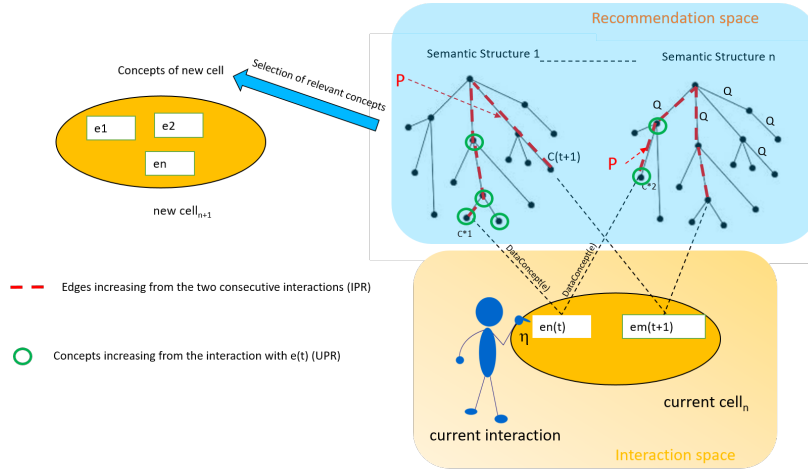 Recommendation space
Semantic Structure 1
Semantic Structure n
Concepts of new cell
Selection of relevant concepts
P
Q
Q
Q
Q
e1
e2
en
C(t+1)
P
C*2
new cellₙ₊₁
C*1
DataConcept(e)
DataConcept(e)
Edges increasing from the two consecutive interactions (IPR)
en(t)
em(t+1)
η
Concepts increasing from the interaction with e(t) (UPR)
current cellₙ
current interaction
Interaction space